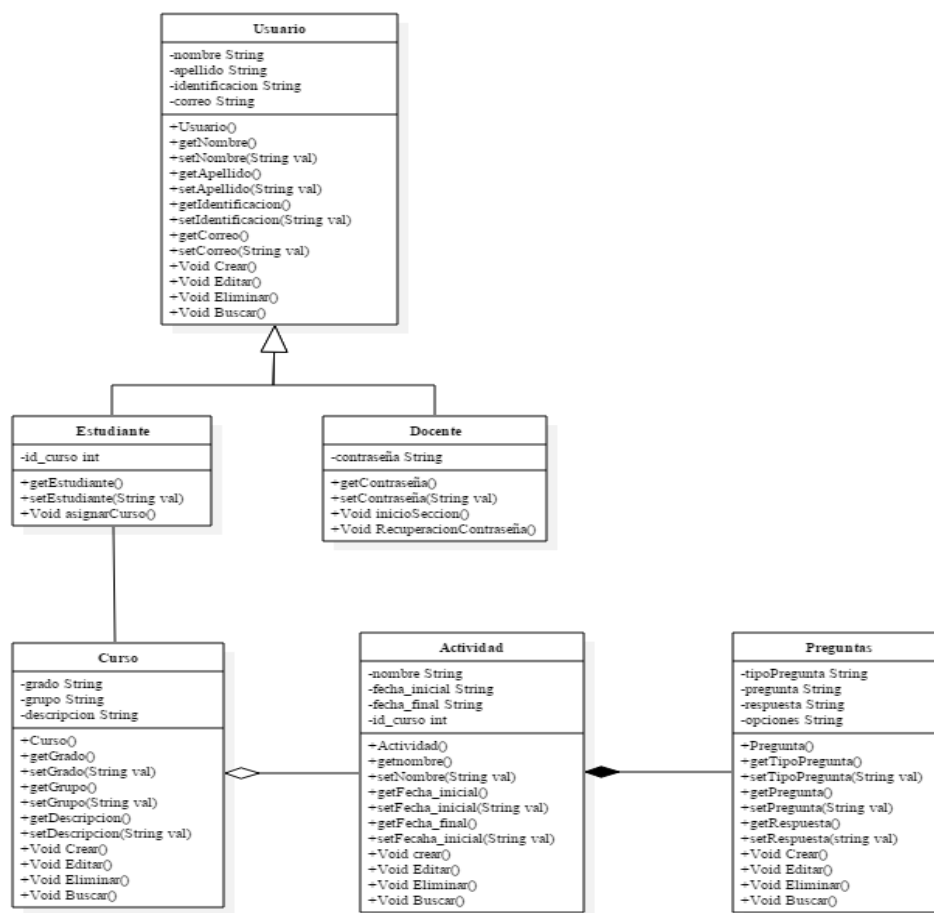 Usuario
-nombre String
-apellido String
-identificacion String
-correo String
+Usuario()
+getNombre()
+setNombre(String val)
+getApellido()
+setApellido(String val)
+getIdentificacion()
+setIdentificacion(String val)
+getCorreo()
+setCorreo(String val)
+Void Crear()
+Void Editar()
+Void Eliminar()
+Void Buscar()
Estudiante
-id_curso int
+getEstudiante()
+setEstudiante(String val)
+Void asignarCurso()
Docente
-contraseña String
+getContraseña()
+setContraseña(String val)
+Void inicioSeccion()
+Void RecuperacionContraseña()
Curso
-grado String
-grupo String
-descripcion String
+Curso()
+getGrado()
+setGrado(String val)
+getGrupo()
+setGrupo(String val)
+getDescripcion()
+setDescripcion(String val)
+Void Crear()
+Void Editar()
+Void Eliminar()
+Void Buscar()
Actividad
-nombre String
-fecha_inicial String
-fecha_final String
-id_curso int
+Actividad()
+getnombre()
+setNombre(String val)
+getFecha_inicial()
+setFecha_inicial(String val)
+getFecha_final()
+setFecaha_inicial(String val)
+Void crear()
+Void Editar()
+Void Eliminar()
+Void Buscar()
Preguntas
-tipoPregunta String
-pregunta String
-respuesta String
-opciones String
+Pregunta()
+getTipoPregunta()
+setTipoPregunta(String val)
+getPregunta()
+setPregunta(String val)
+getRespuesta()
+setRespuesta(string val)
+Void Crear()
+Void Editar()
+Void Eliminar()
+Void Buscar()